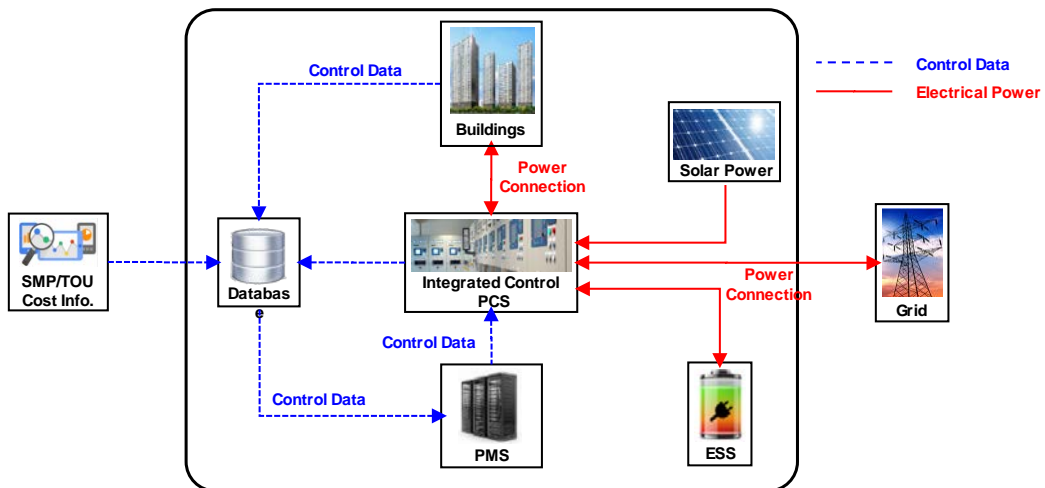 Control Data
Buildings
Control Data
Electrical Power
Power
Connection
Solar Power
SMP/TOU
Cost Info.
Databas
e
Integrated Control
PCS
Power
Connection
Grid
Control Data
Control Data
PMS
ESS